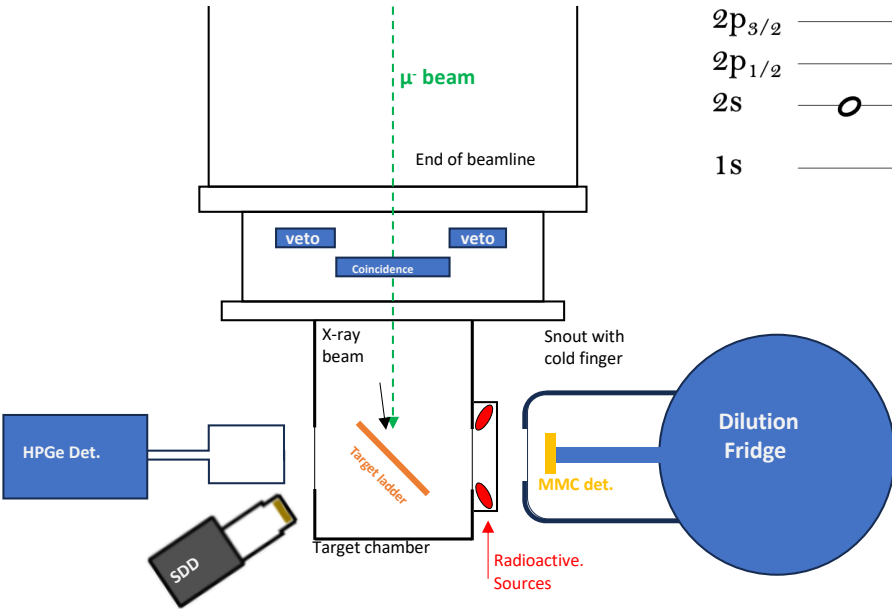 μ⁻ beam
End of beamline
veto
veto
Coincidence
X-ray
beam
Snout with
cold finger
HPGe Det.
Target ladder
MMC det.
Dilution
Fridge
SDD
Target chamber
Radioactive.
Sources
2p3/2
2p1/2
2s
1s